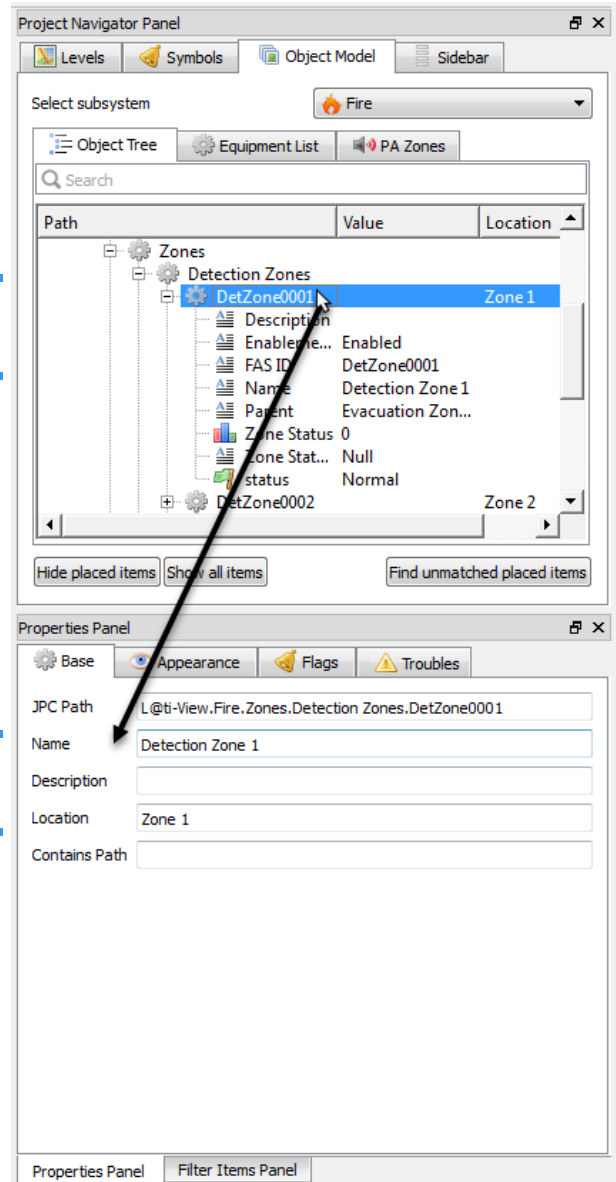 Project Navigator Panel
Levels Symbols Object Model Sidebar
Select subsystem Fire
Object Tree Equipment List PA Zones
Search
Path Value Location
Zones
Detection Zones
DetZone0001 Zone 1
Description
Enableme... Enabled
FAS ID DetZone0001
Name Detection Zone 1
Parent Evacuation Zon...
Zone Status 0
Zone Stat... Null
status Normal
DetZone0002 Zone 2
Hide placed items Show all items Find unmatched placed items
Properties Panel
Base Appearance Flags Troubles
JPC Path L@ti-View.Fire.Zones.Detection Zones.DetZone0001
Name Detection Zone 1
Description
Location Zone 1
Contains Path
Properties Panel Filter Items Panel